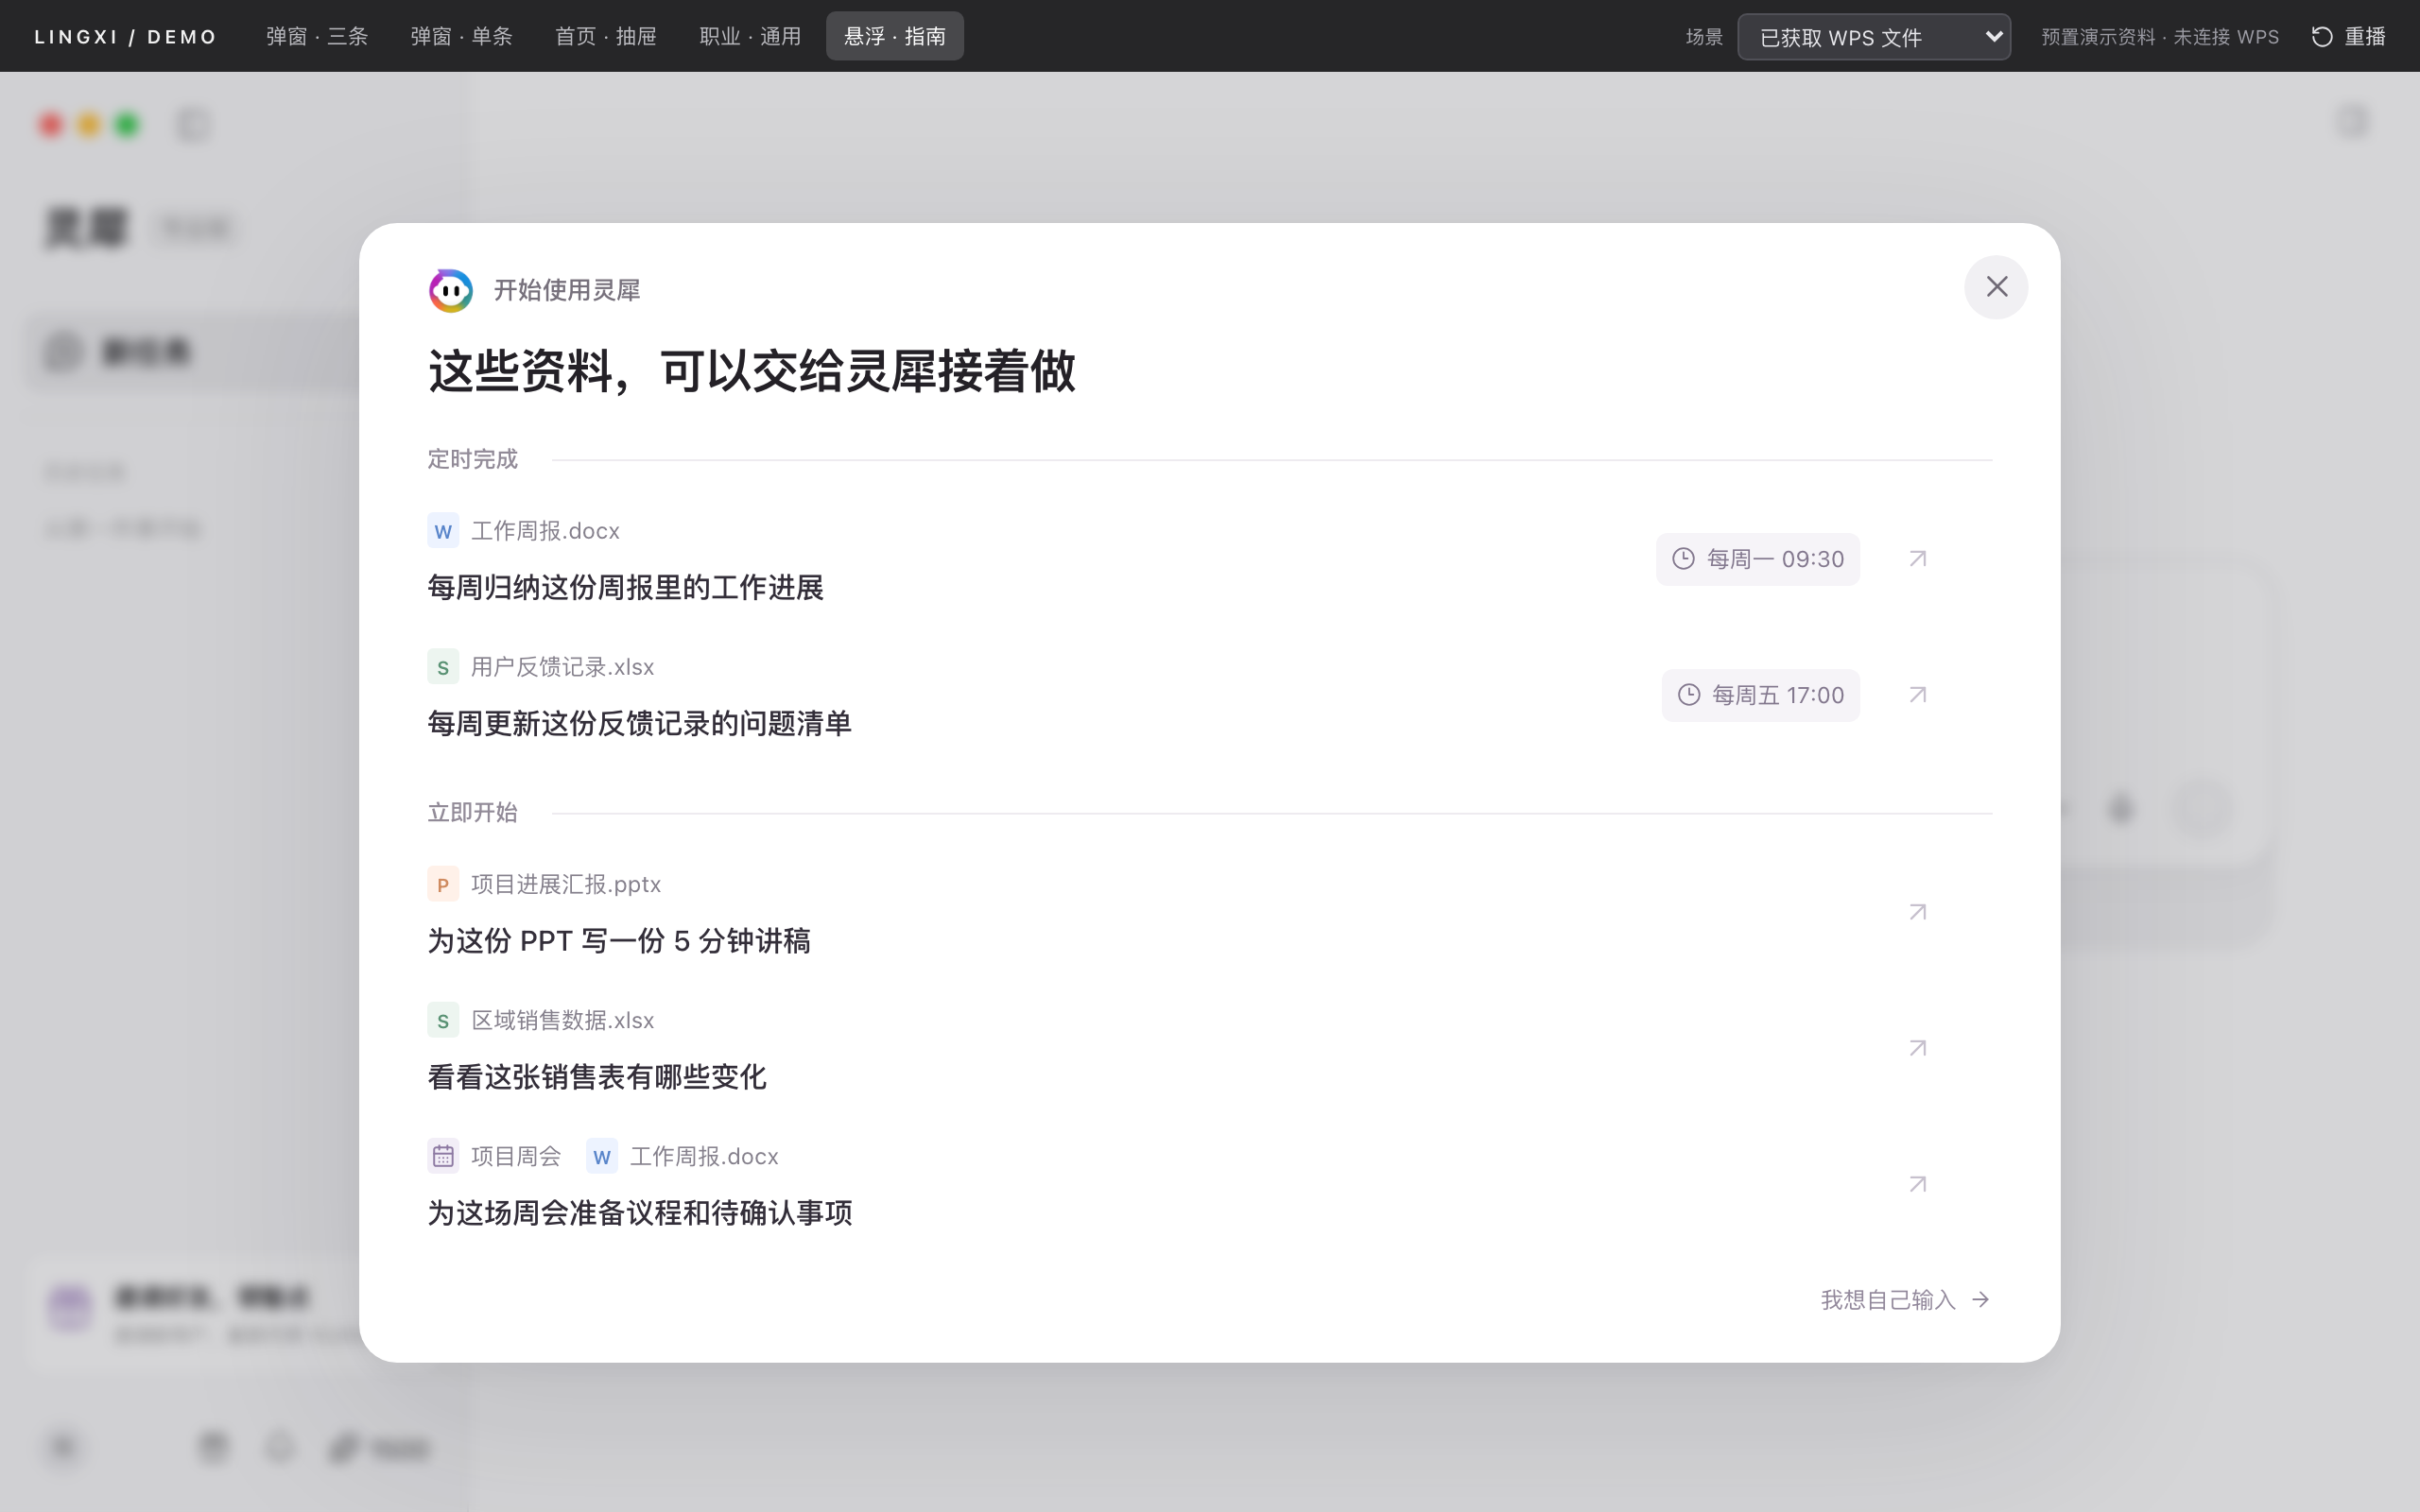 LINGXI / DEMO 弹窗 · 三条 弹窗 · 单条 首页 · 抽屉 职业 · 通用 悬浮 · 指南 场景 已获取 WPS 文件 预置演示资料 · 未连接 WPS 重播
灵犀
新任务
开始使用灵犀
这些资料，可以交给灵犀接着做
定时完成
W 工作周报.docx
每周归纳这份周报里的工作进展
每周一 09:30
S 用户反馈记录.xlsx
每周更新这份反馈记录的问题清单
每周五 17:00
立即开始
P 项目进展汇报.pptx
为这份 PPT 写一份 5 分钟讲稿
S 区域销售数据.xlsx
看看这张销售表有哪些变化
项目周会 W 工作周报.docx
为这场周会准备议程和待确认事项
我想自己输入